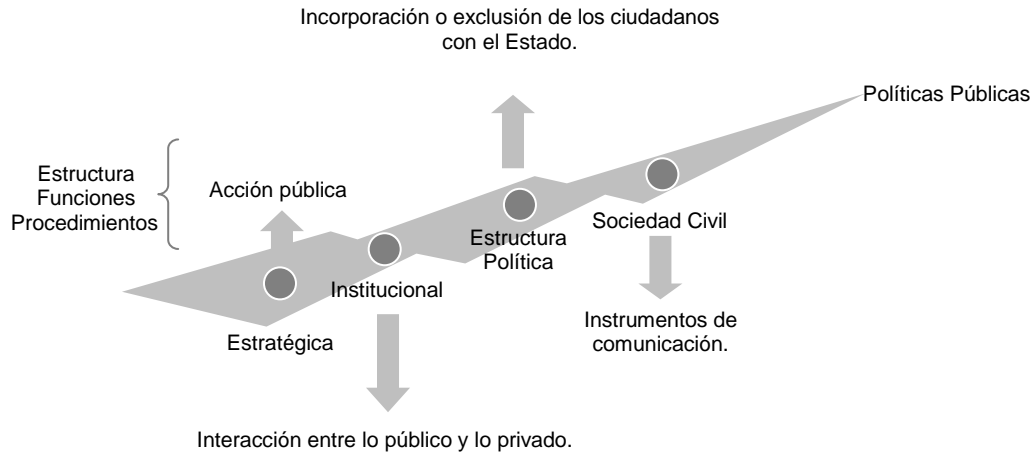 Incorporación o exclusión de los ciudadanos
con el Estado.
Políticas Públicas
Estructura
Funciones
Procedimientos
Acción pública
Sociedad Civil
Estructura
Política
Institucional
Estratégica
Instrumentos de
comunicación.
Interacción entre lo público y lo privado.